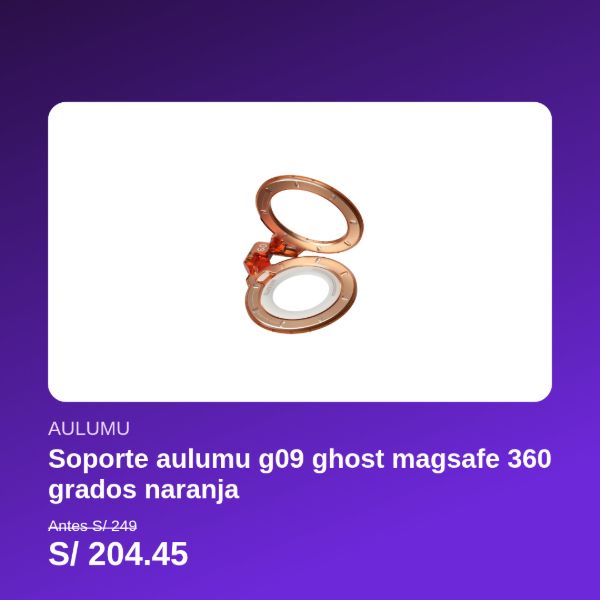 AULUMU
Soporte aulumu g09 ghost magsafe 360
grados naranja
Antes S/ 249
S/ 204.45